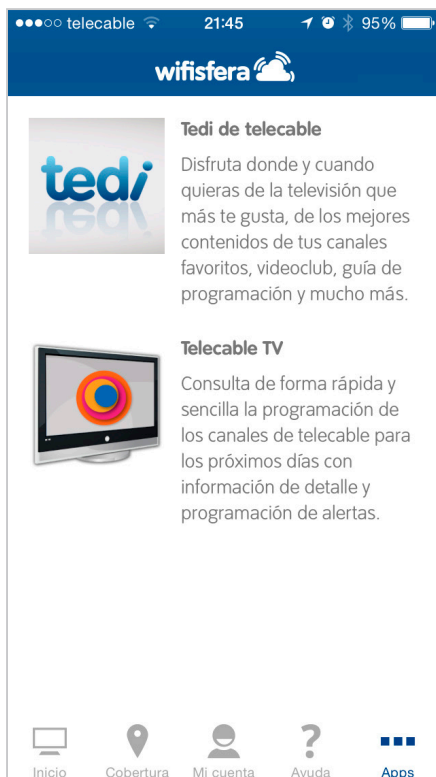 telecable 21:45 95%
wifisfera
tedi
Tedi de telecable
Disfruta donde y cuando
quieras de la televisión que
más te gusta, de los mejores
contenidos de tus canales
favoritos, videoclub, guía de
programación y mucho más.
Telecable TV
Consulta de forma rápida y
sencilla la programación de
los canales de telecable para
los próximos días con
información de detalle y
programación de alertas.
Inicio Cobertura Mi cuenta Ayuda Apps